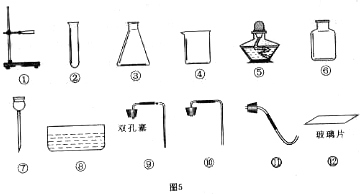 ① ② ③ ④ ⑤ ⑥
双孔塞 玻璃片
⑦ ⑧ ⑨ ⑩ ⑪ ⑫
图5